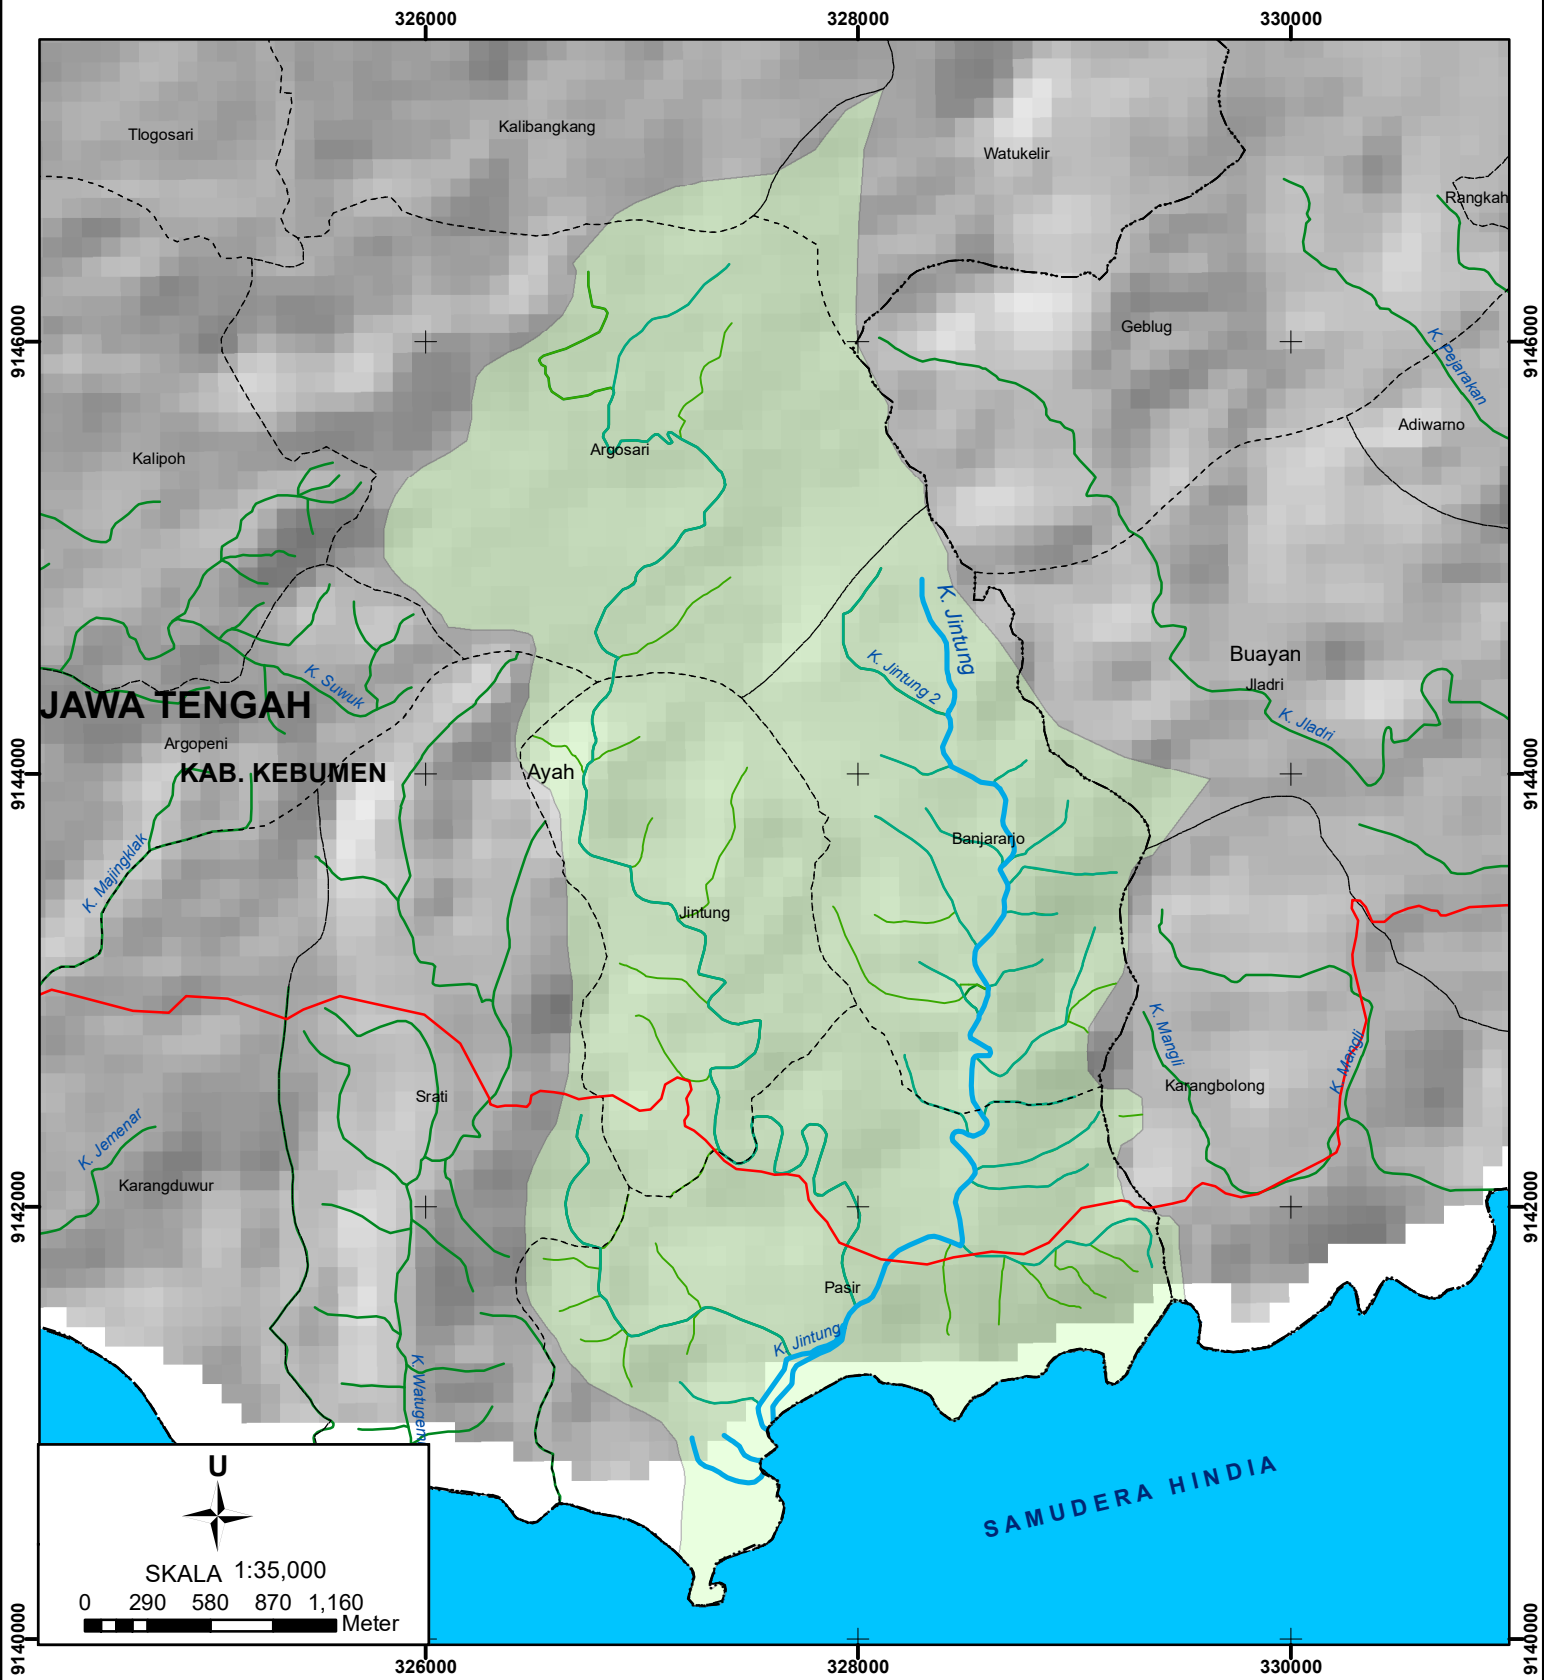 326000
328000
330000
Tlogosari
Kalibangkang
Watukelir
Rangkah
9146000
9146000
Geblug
K. Pejarakan
Adiwarno
Kalipoh
Argosari
K. Jintung
K. Jintung 2
Buayan
Jladri
K. Jladri
K. Suwuk
JAWA TENGAH
Argopeni
KAB. KEBUMEN
Ayah
9144000
9144000
K. Majingklak
Banjararjo
Jintung
K. Mangli
K. Mangli
Karangbolong
Srati
K. Jemenar
Karangduwur
9142000
9142000
Pasir
K. Jintung
K. Watugem
SAMUDERA HINDIA
U
SKALA 1:35,000
0 290 580 870 1,160
Meter
9140000
9140000
326000
328000
330000